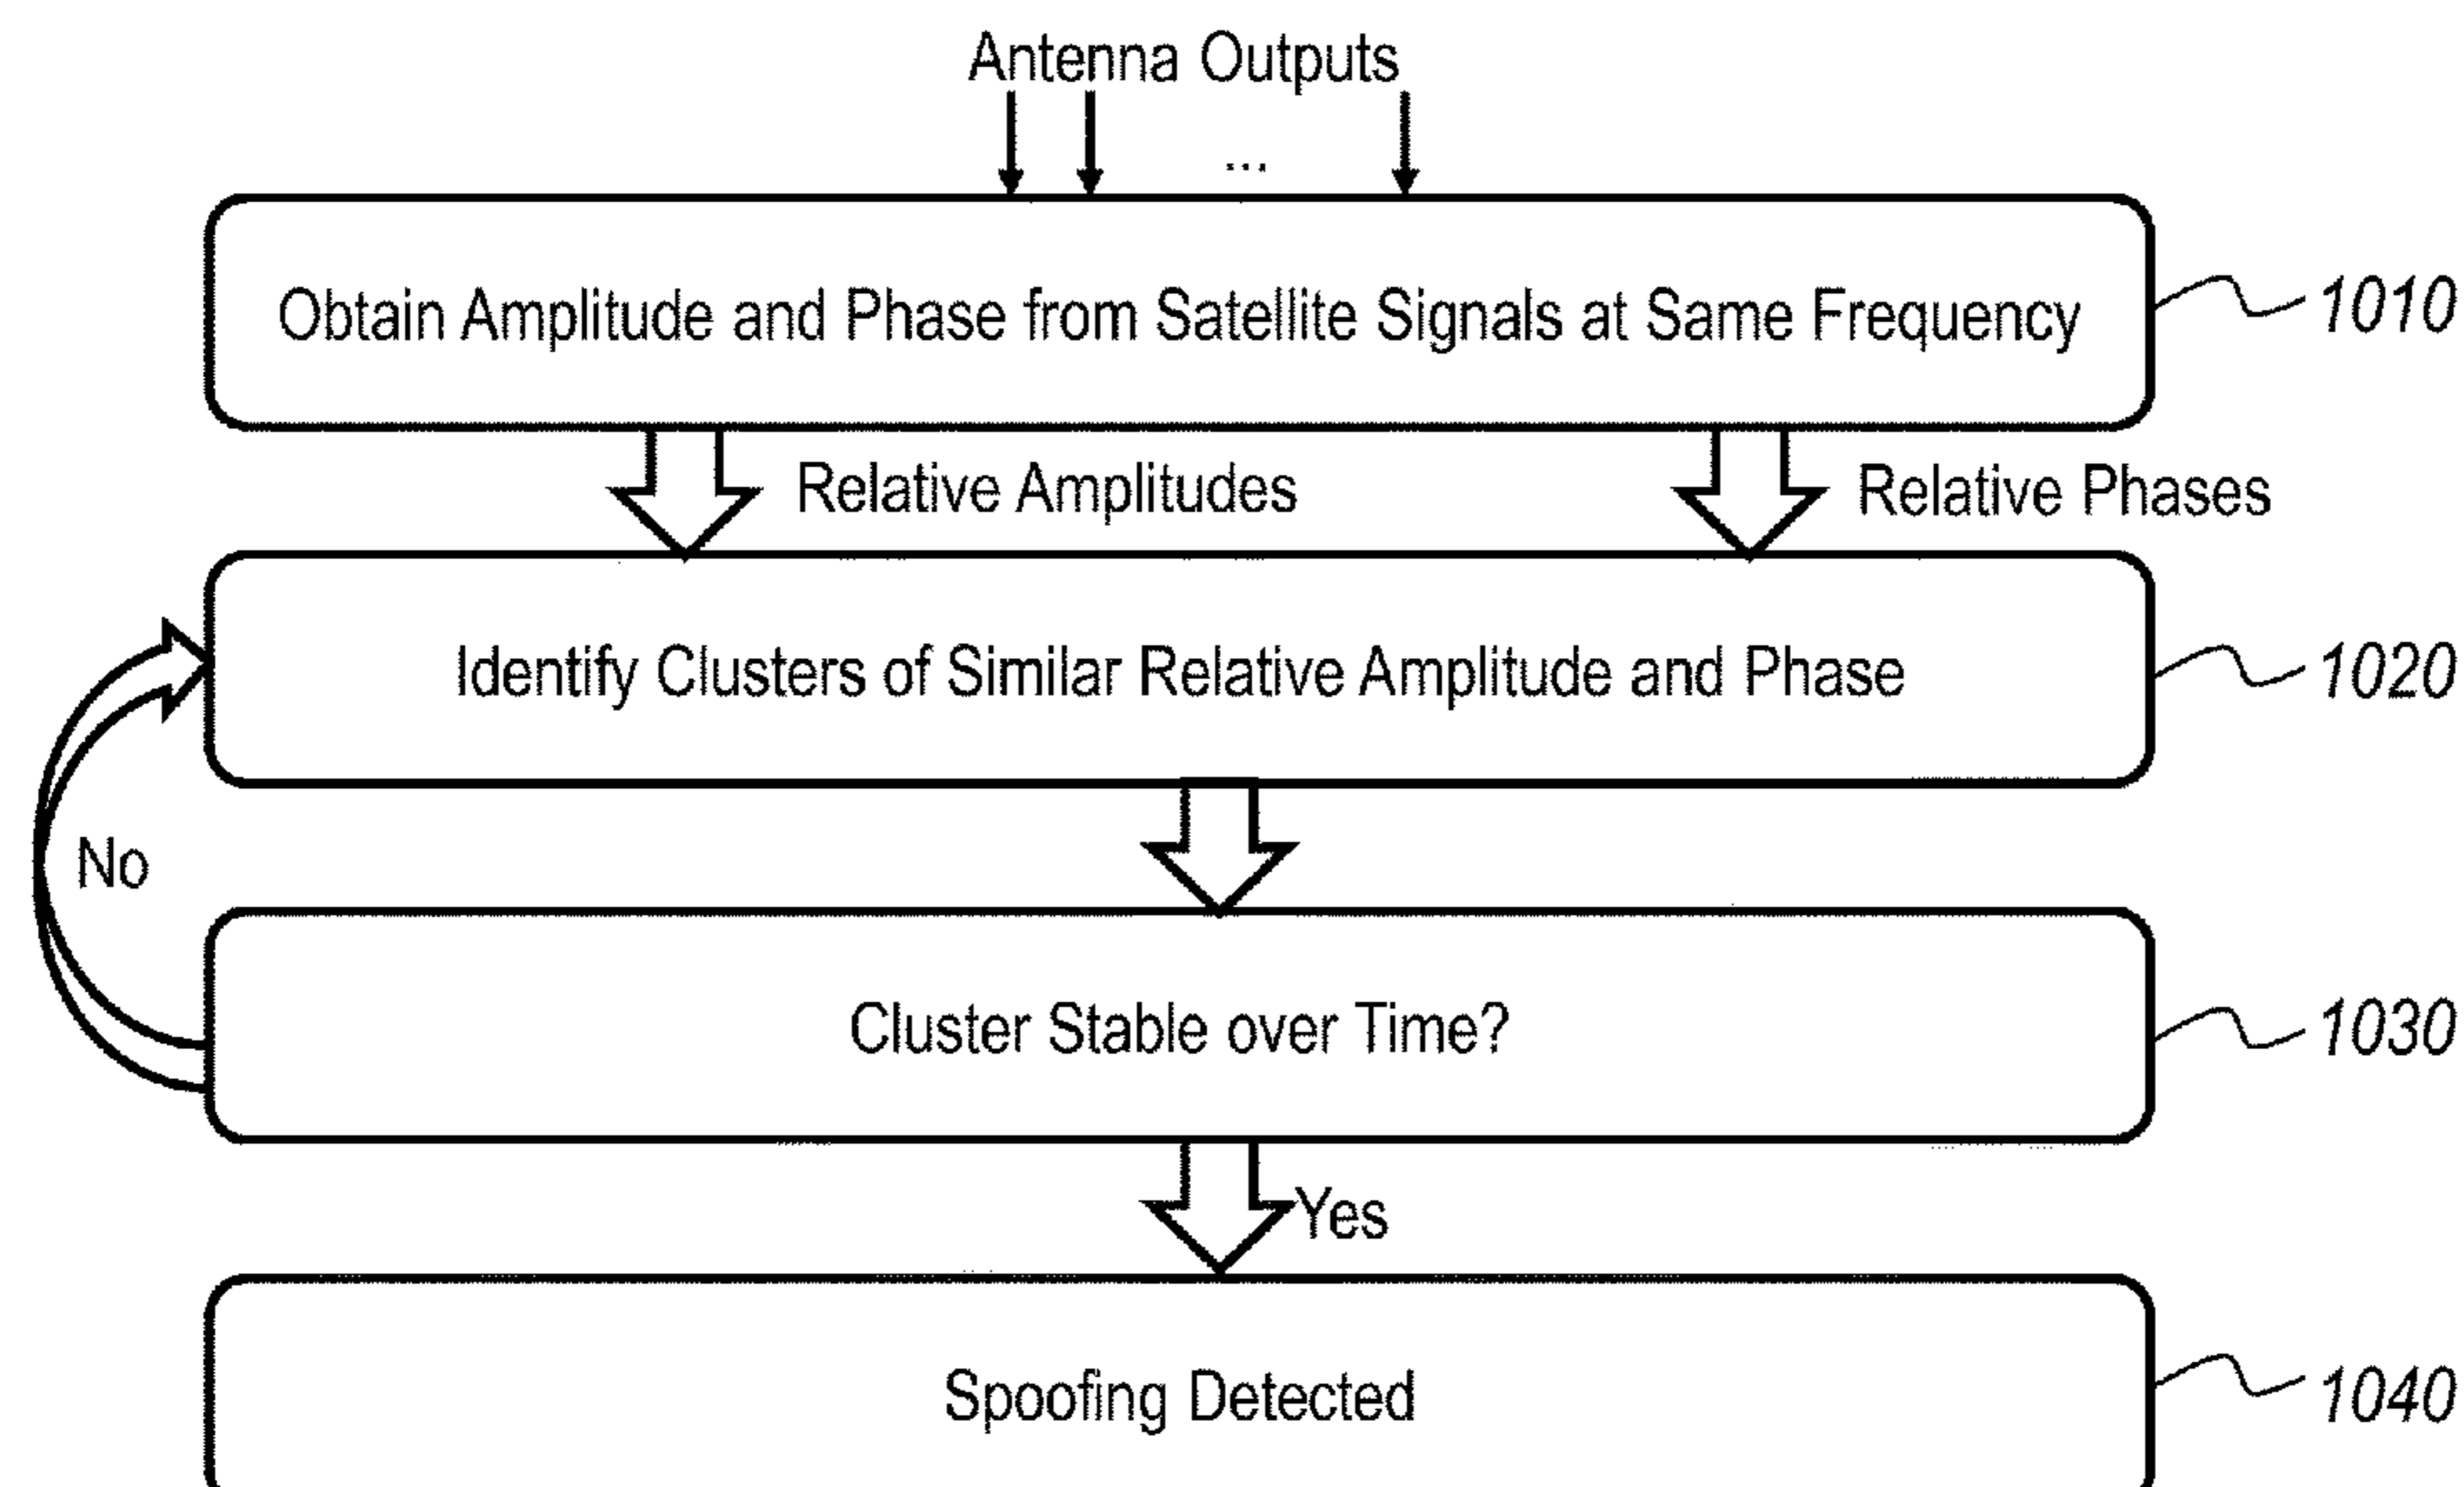 Antenna Outputs
...
Obtain Amplitude and Phase from Satellite Signals at Same Frequency
1010
Relative Amplitudes
Relative Phases
Identify Clusters of Similar Relative Amplitude and Phase
1020
No
Cluster Stable over Time?
1030
Yes
Spoofing Detected
1040